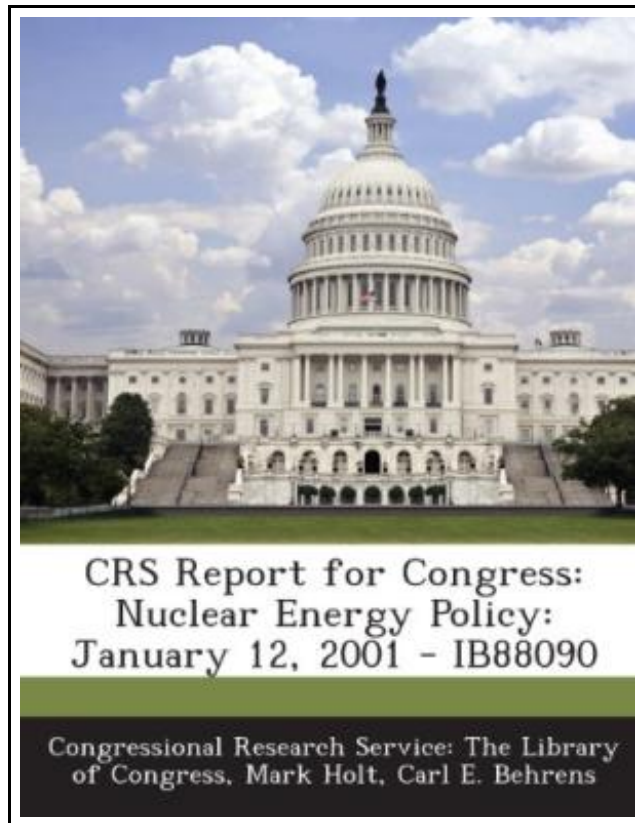 CRS Report for Congress:
Nuclear Energy Policy:
January 12, 2001 - IB88090
Congressional Research Service: The Library
of Congress, Mark Holt, Carl E. Behrens